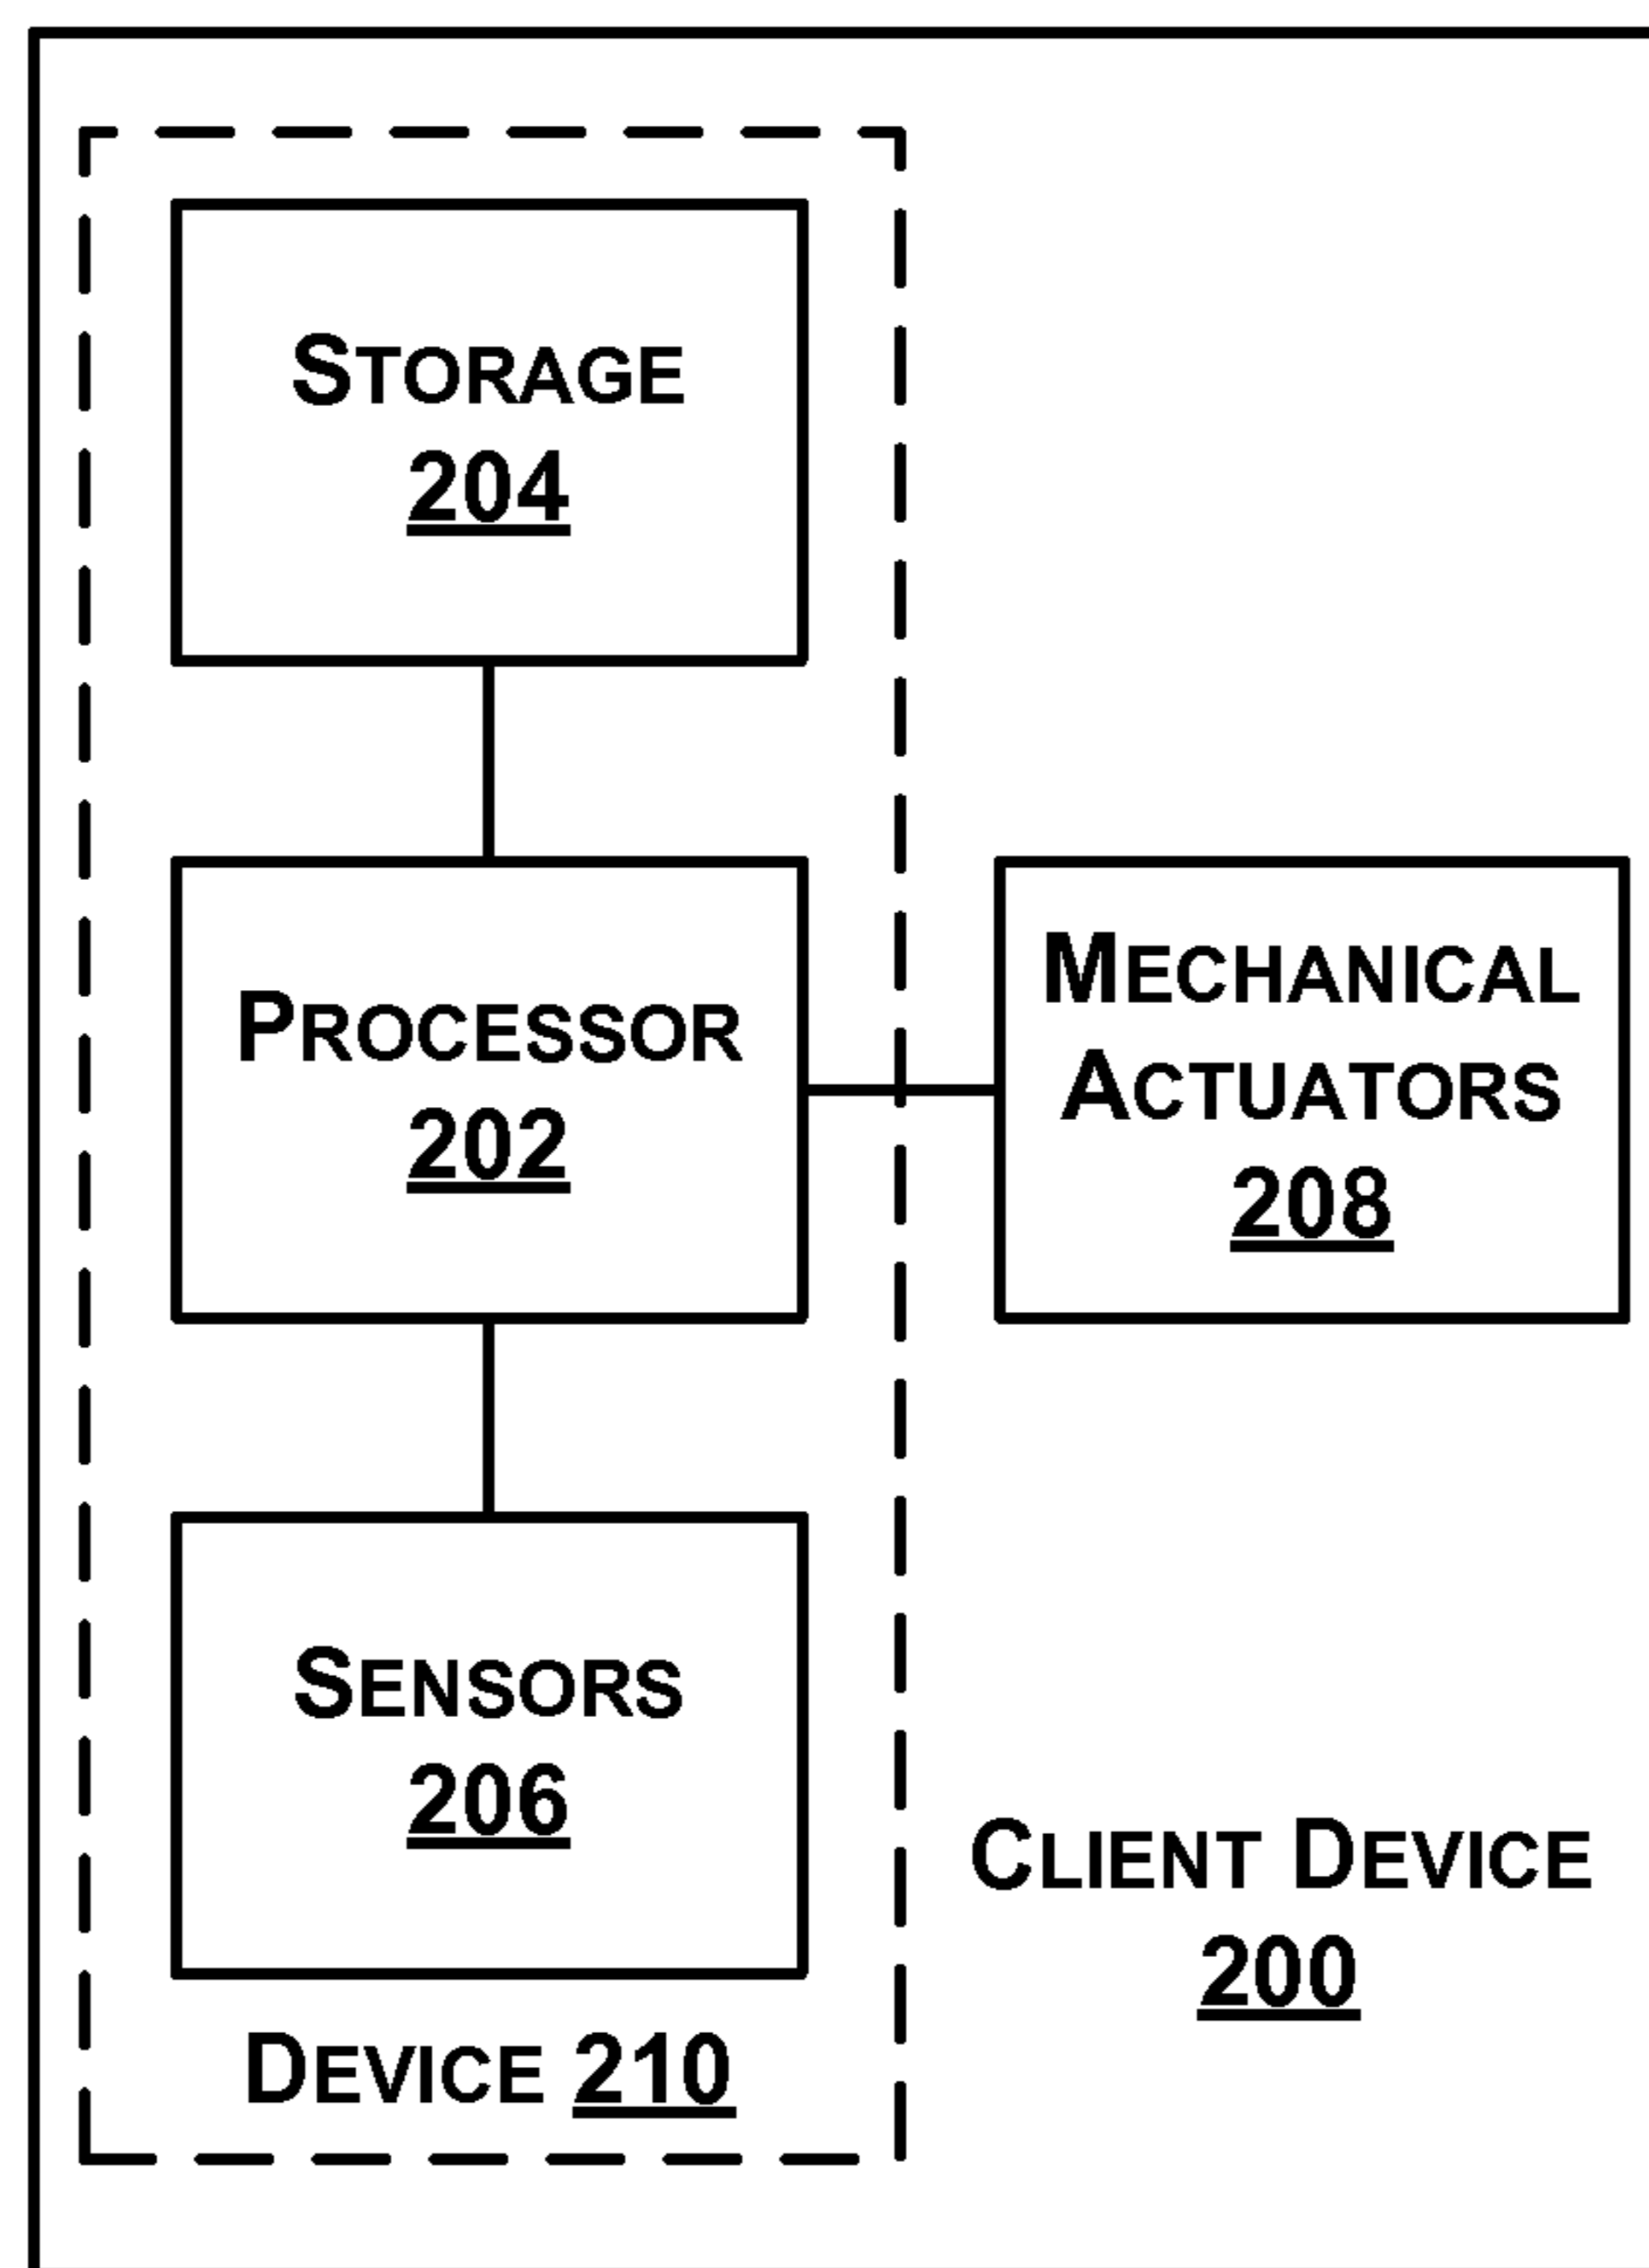 STORAGE
204
PROCESSOR
202
MECHANICAL
ACTUATORS
208
SENSORS
206
CLIENT DEVICE
200
DEVICE 210